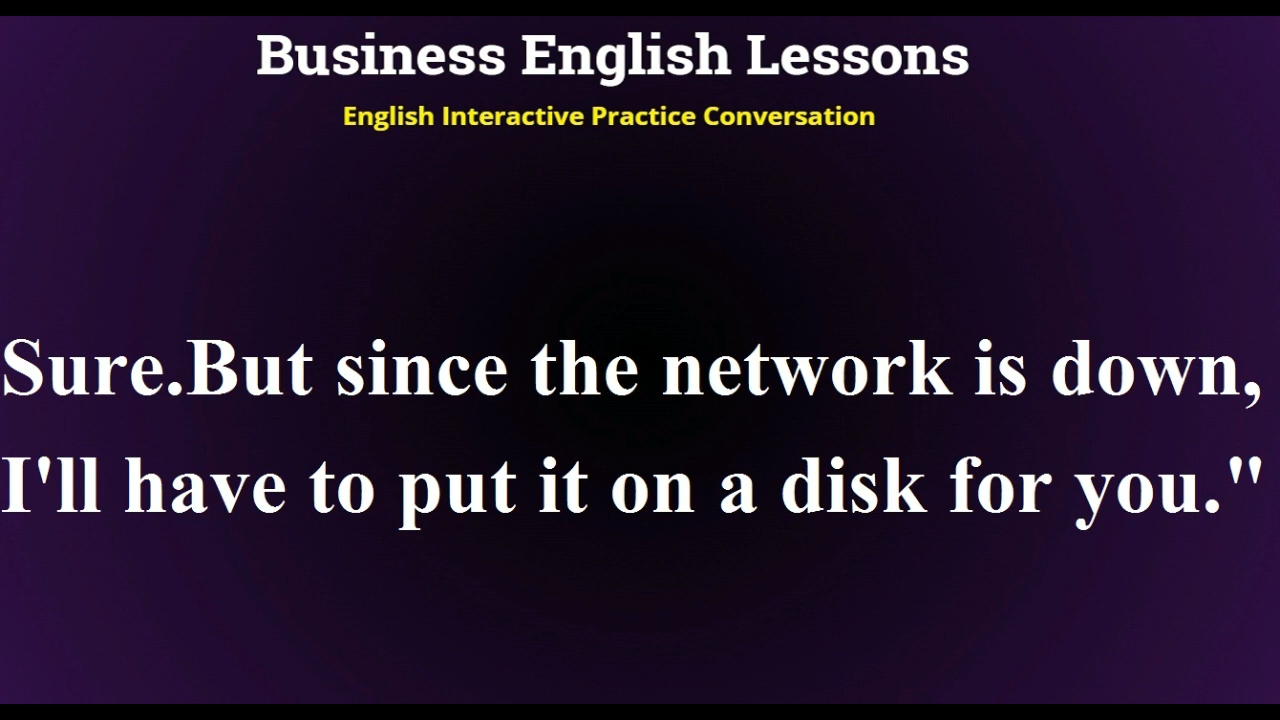 Business English Lessons
English Interactive Practice Conversation
Sure.But since the network is down,
I'll have to put it on a disk for you."